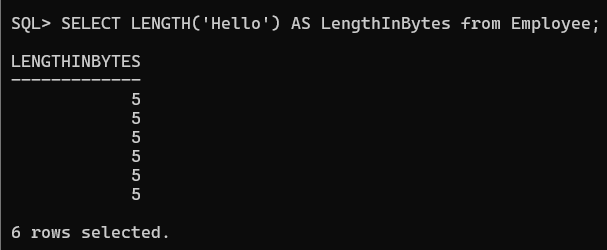 SQL> SELECT LENGTH('Hello') AS LengthInBytes from Employee;
LENGTHINBYTES
-------------
5
5
5
5
5
5
6 rows selected.